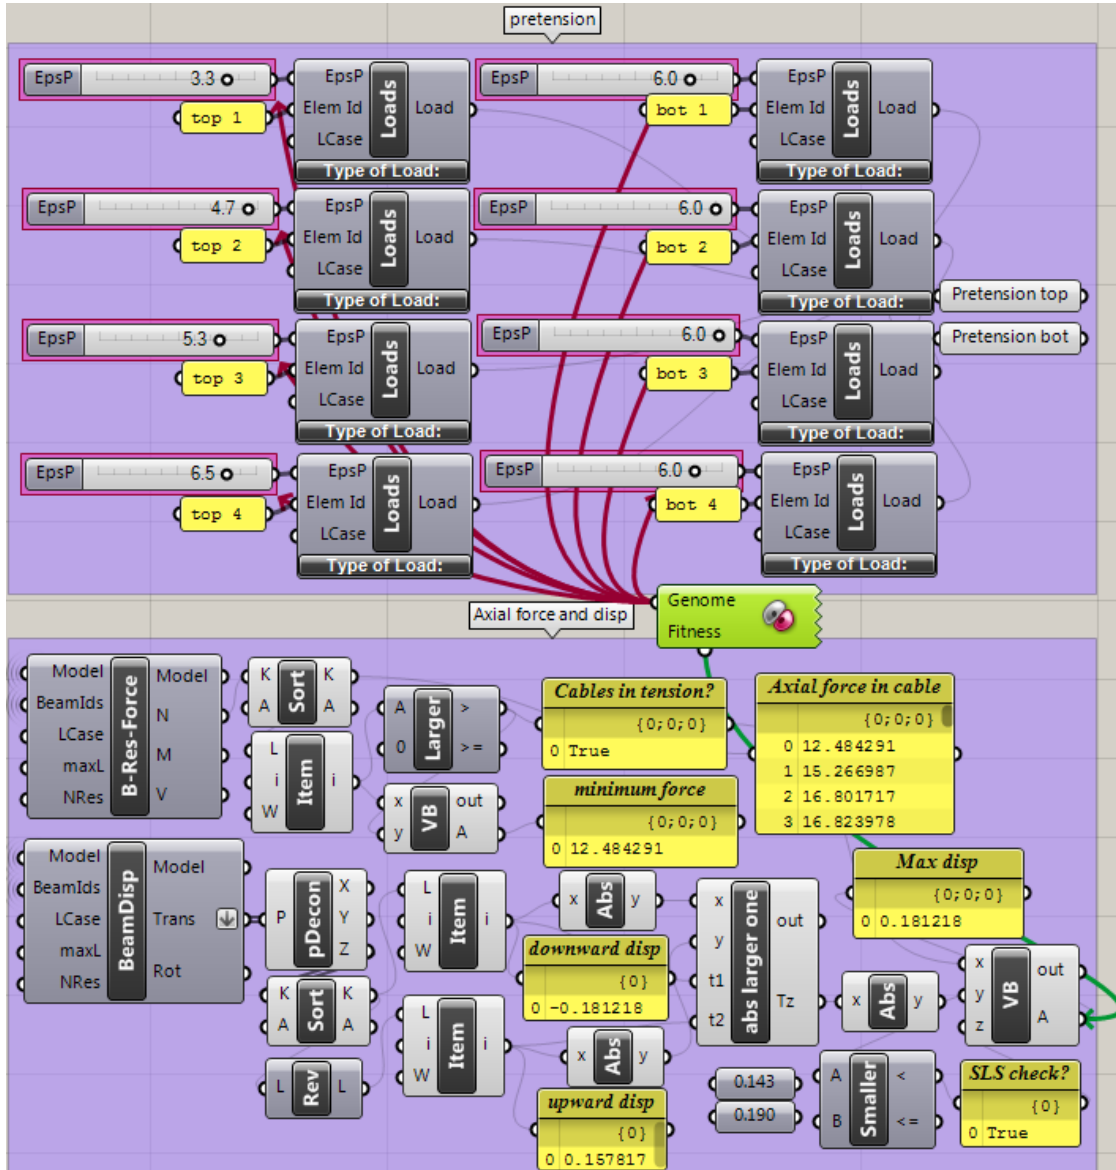 pretension
EpsP 3.3
top 1
EpsP
Elem Id
LCase
Loads
Load
Type of Load:
EpsP 6.0
bot 1
EpsP
Elem Id
LCase
Loads
Load
Type of Load:
EpsP 4.7
top 2
EpsP
Elem Id
LCase
Loads
Load
Type of Load:
EpsP 6.0
bot 2
EpsP
Elem Id
LCase
Loads
Load
Type of Load:
Pretension top
Pretension bot
EpsP 5.3
top 3
EpsP
Elem Id
LCase
Loads
Load
Type of Load:
EpsP 6.0
bot 3
EpsP
Elem Id
LCase
Loads
Load
Type of Load:
EpsP 6.5
top 4
EpsP
Elem Id
LCase
Loads
Load
Type of Load:
EpsP 6.0
bot 4
EpsP
Elem Id
LCase
Loads
Load
Type of Load:
Genome
Fitness
Axial force and disp
Model
BeamIds
LCase
maxL
NRes
B-Res-Force
Model
N
M
V
K
A
Sort
K
A
L
i
W
Item
i
A
0
Larger
>
>=
x
y
VB
out
A
Cables in tension?
{0;0;0}
0 True
minimum force
{0;0;0}
0 12.484291
Axial force in cable
{0;0;0}
0 12.484291
1 15.266987
2 16.801717
3 16.823978
Model
BeamIds
LCase
maxL
NRes
BeamDisp
Model
Trans
Rot
P
pDecon
X
Y
Z
K
A
Sort
K
A
L
Rev
L
L
i
W
Item
i
L
i
W
Item
i
x
Abs
y
downward disp
{0}
0 -0.181218
x
Abs
y
upward disp
{0}
0 0.157817
x
y
t1
t2
abs larger one
out
Tz
Max disp
{0;0;0}
0 0.181218
x
Abs
y
x
y
z
VB
out
A
0.143
0.190
A
B
Smaller
<
<=
SLS check?
{0}
0 True